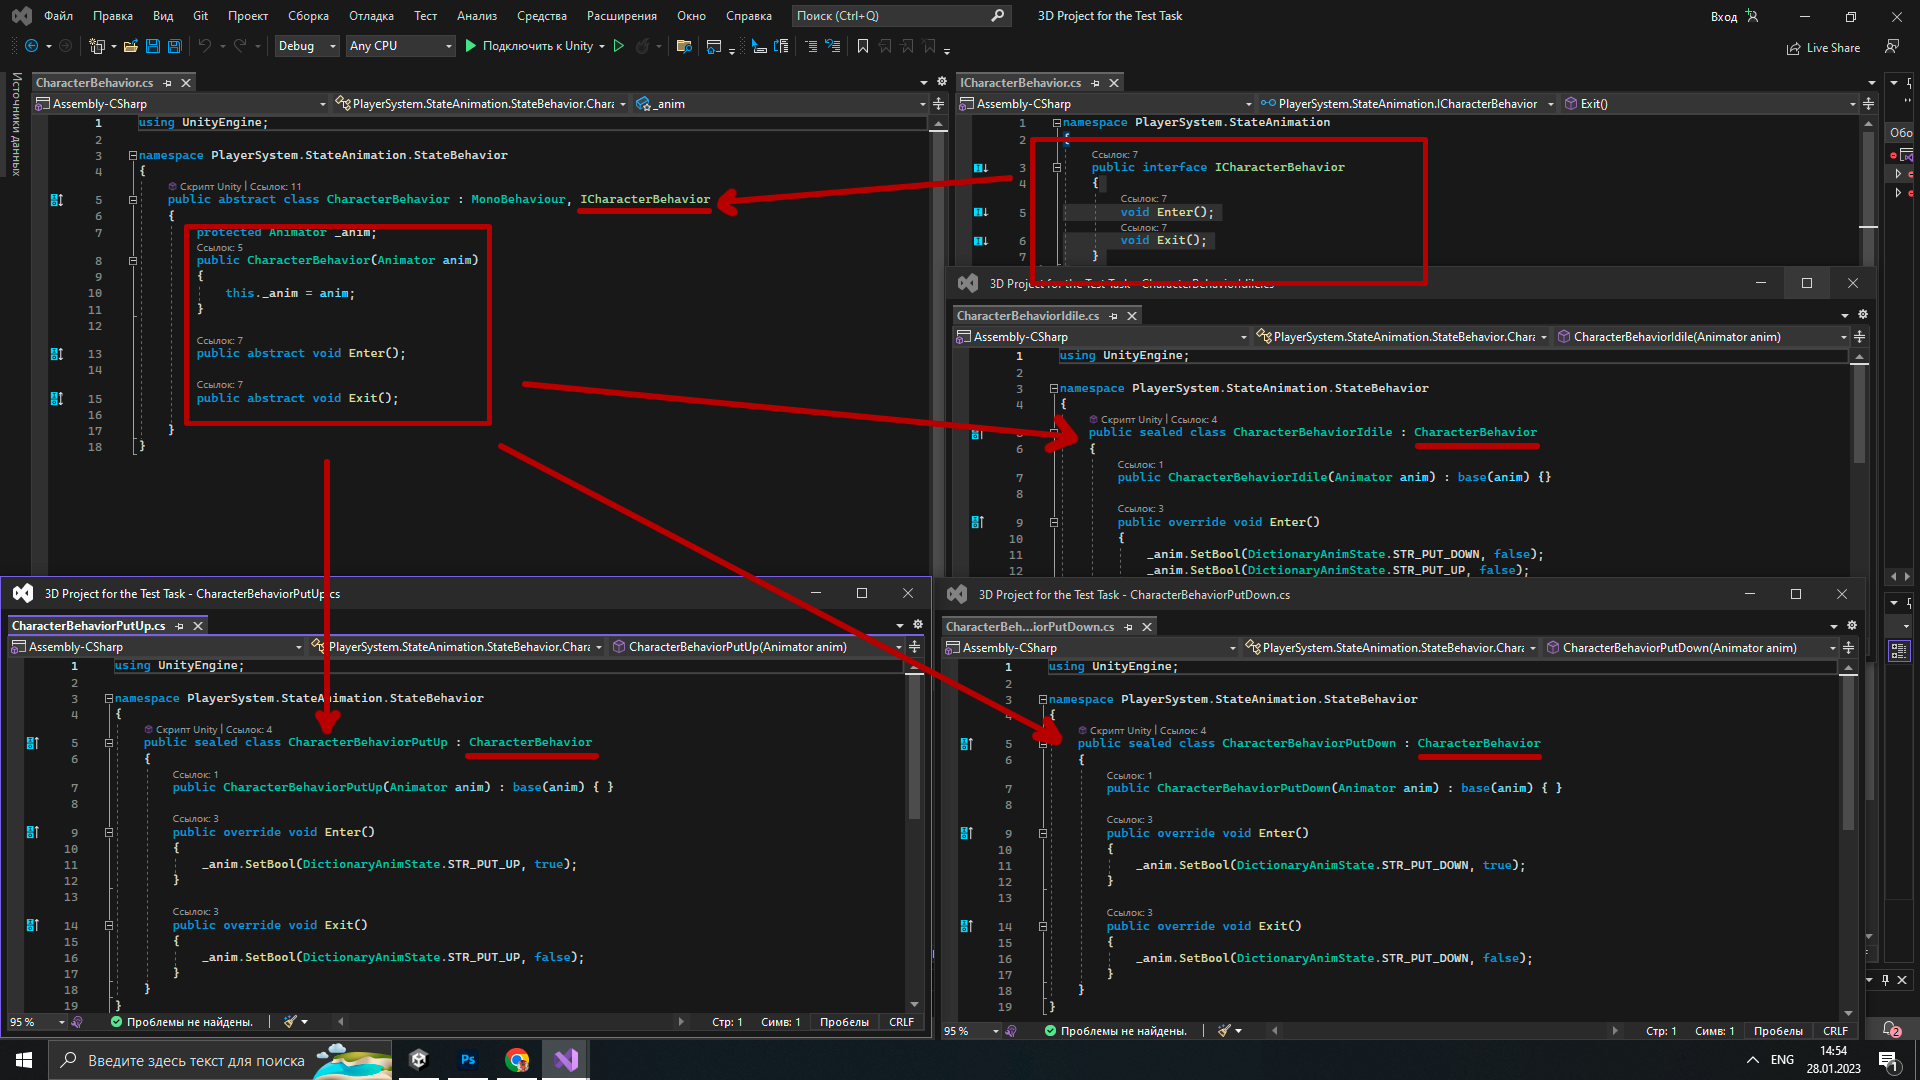 Файл Правка Вид Git Проект Сборка Отладка Тест Анализ Средства Расширения Окно Справка Поиск (Ctrl+Q) 3D Project for the Test Task Вход
Debug Any CPU Подключить к Unity Live Share
Источники данных
CharacterBehavior.cs
Assembly-CSharp PlayerSystem.StateAnimation.StateBehavior.Chara _anim
1 using UnityEngine;
2
3 namespace PlayerSystem.StateAnimation.StateBehavior
4 {
Скрипт Unity | Ссылок: 11
5 public abstract class CharacterBehavior : MonoBehaviour, ICharacterBehavior
6 {
7 protected Animator _anim;
Ссылок: 5
8 public CharacterBehavior(Animator anim)
9 {
10 this._anim = anim;
11 }
12
Ссылок: 7
13 public abstract void Enter();
14
Ссылок: 7
15 public abstract void Exit();
16
17 }
18 }
ICharacterBehavior.cs
Assembly-CSharp PlayerSystem.StateAnimation.ICharacterBehavior Exit()
1 namespace PlayerSystem.StateAnimation
2 {
Ссылок: 7
3 public interface ICharacterBehavior
4 {
Ссылок: 7
5 void Enter();
Ссылок: 7
6 void Exit();
7 }
Обо
3D Project for the Test Task - CharacterBehaviorIdile.cs
CharacterBehaviorIdile.cs
Assembly-CSharp PlayerSystem.StateAnimation.StateBehavior.Chara CharacterBehaviorIdile(Animator anim)
1 using UnityEngine;
2
3 namespace PlayerSystem.StateAnimation.StateBehavior
4 {
Скрипт Unity | Ссылок: 4
public sealed class CharacterBehaviorIdile : CharacterBehavior
6 {
Ссылок: 1
7 public CharacterBehaviorIdile(Animator anim) : base(anim) {}
8
Ссылок: 3
9 public override void Enter()
10 {
11 _anim.SetBool(DictionaryAnimState.STR_PUT_DOWN, false);
12 _anim.SetBool(DictionaryAnimState.STR_PUT_UP, false);
3D Project for the Test Task - CharacterBehaviorPutUp.cs
CharacterBehaviorPutUp.cs
Assembly-CSharp PlayerSystem.StateAnimation.StateBehavior.Chara CharacterBehaviorPutUp(Animator anim)
1 using UnityEngine;
2
3 namespace PlayerSystem.StateAnimation.StateBehavior
4 {
Скрипт Unity | Ссылок: 4
5 public sealed class CharacterBehaviorPutUp : CharacterBehavior
6 {
Ссылок: 1
7 public CharacterBehaviorPutUp(Animator anim) : base(anim) { }
8
Ссылок: 3
9 public override void Enter()
10 {
11 _anim.SetBool(DictionaryAnimState.STR_PUT_UP, true);
12 }
13
Ссылок: 3
14 public override void Exit()
15 {
16 _anim.SetBool(DictionaryAnimState.STR_PUT_UP, false);
17 }
18 }
19 }
95 % Проблемы не найдены. Стр: 1 Симв: 1 Пробелы CRLF
3D Project for the Test Task - CharacterBehaviorPutDown.cs
CharacterBeh...iorPutDown.cs
Assembly-CSharp PlayerSystem.StateAnimation.StateBehavior.Chara CharacterBehaviorPutDown(Animator anim)
1 using UnityEngine;
2
3 namespace PlayerSystem.StateAnimation.StateBehavior
4 {
Скрипт Unity | Ссылок: 4
5 public sealed class CharacterBehaviorPutDown : CharacterBehavior
6 {
Ссылок: 1
7 public CharacterBehaviorPutDown(Animator anim) : base(anim) { }
8
Ссылок: 3
9 public override void Enter()
10 {
11 _anim.SetBool(DictionaryAnimState.STR_PUT_DOWN, true);
12 }
13
Ссылок: 3
14 public override void Exit()
15 {
16 _anim.SetBool(DictionaryAnimState.STR_PUT_DOWN, false);
17 }
18 }
19 }
95 % Проблемы не найдены. Стр: 1 Симв: 1 Пробелы CRLF
2
Введите здесь текст для поиска Ps ENG 14:54
28.01.2023 1